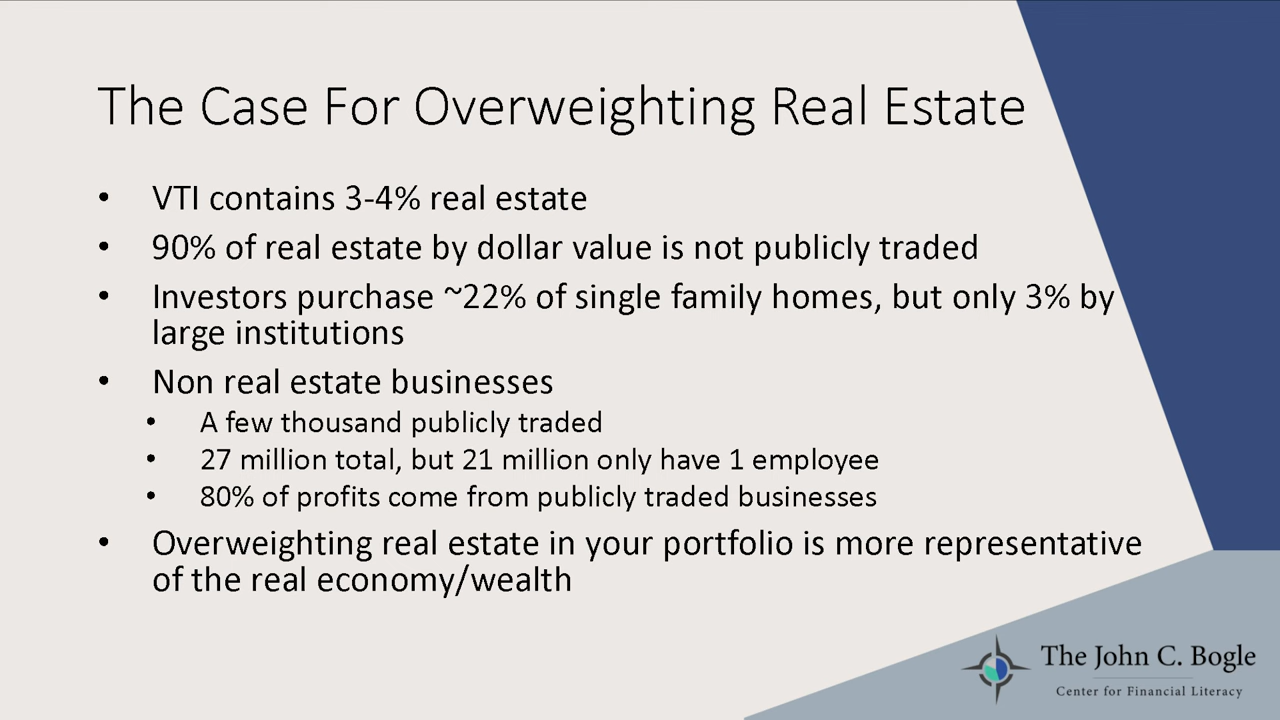 The Case For Overweighting Real Estate
• VTI contains 3-4% real estate
• 90% of real estate by dollar value is not publicly traded
• Investors purchase ~22% of single family homes, but only 3% by
large institutions
• Non real estate businesses
• A few thousand publicly traded
• 27 million total, but 21 million only have 1 employee
• 80% of profits come from publicly traded businesses
• Overweighting real estate in your portfolio is more representative
of the real economy/wealth
The John C. Bogle
Center for Financial Literacy